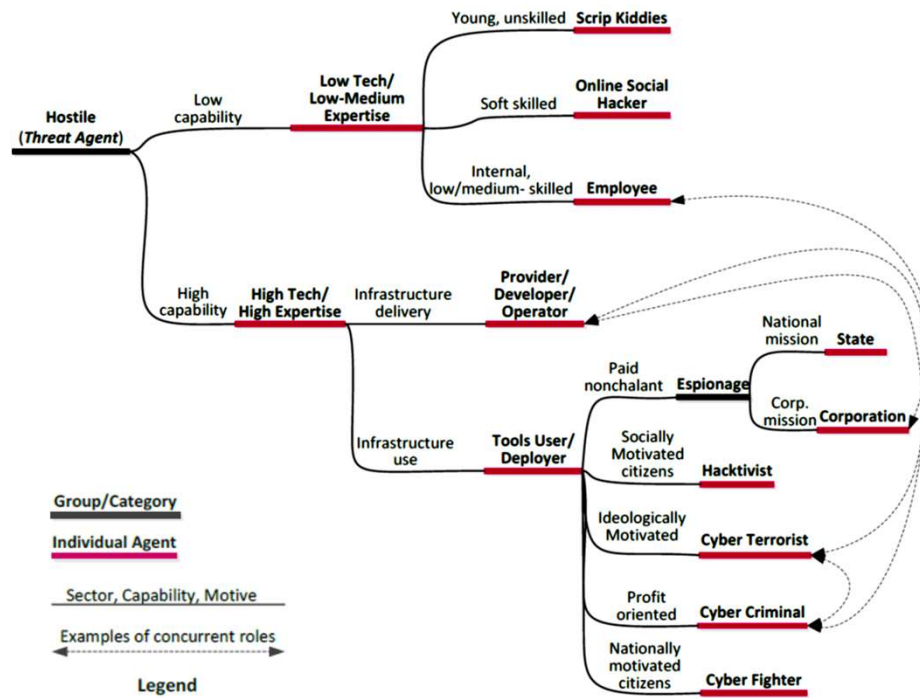 Young, unskilled
Scrip Kiddies
Low
capability
Low Tech/
Low-Medium
Expertise
Soft skilled
Online Social
Hacker
Hostile
(Threat Agent)
Internal,
low/medium- skilled
Employee
High
capability
High Tech/
High Expertise
Infrastructure
delivery
Provider/
Developer/
Operator
National
mission
State
Paid
nonchalant
Espionage
Corp.
mission
Corporation
Infrastructure
use
Tools User/
Deployer
Socially
Motivated
citizens
Hacktivist
Ideologically
Motivated
Cyber Terrorist
Profit
oriented
Cyber Criminal
Nationally
motivated
citizens
Cyber Fighter
Group/Category
Individual Agent
Sector, Capability, Motive
Examples of concurrent roles
Legend